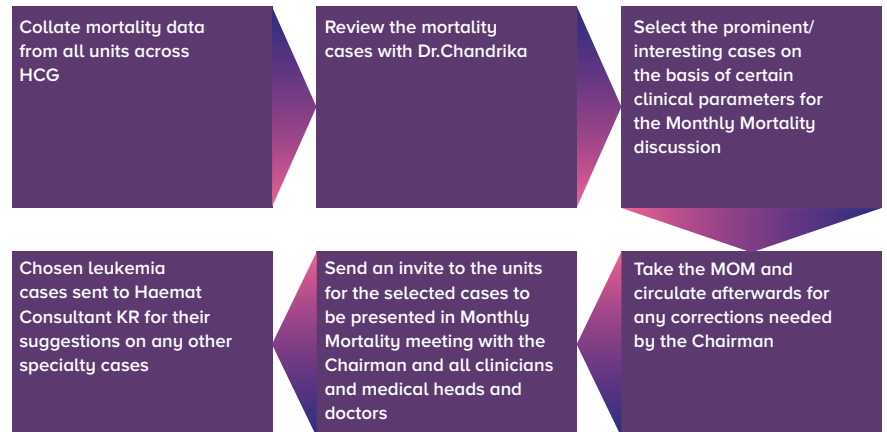 Collate mortality data
from all units across
HCG
Review the mortality
cases with Dr.Chandrika
Select the prominent/
interesting cases on
the basis of certain
clinical parameters for
the Monthly Mortality
discussion
Take the MOM and
circulate afterwards for
any corrections needed
by the Chairman
Send an invite to the units
for the selected cases to
be presented in Monthly
Mortality meeting with the
Chairman and all clinicians
and medical heads and
doctors
Chosen leukemia
cases sent to Haemat
Consultant KR for their
suggestions on any other
specialty cases